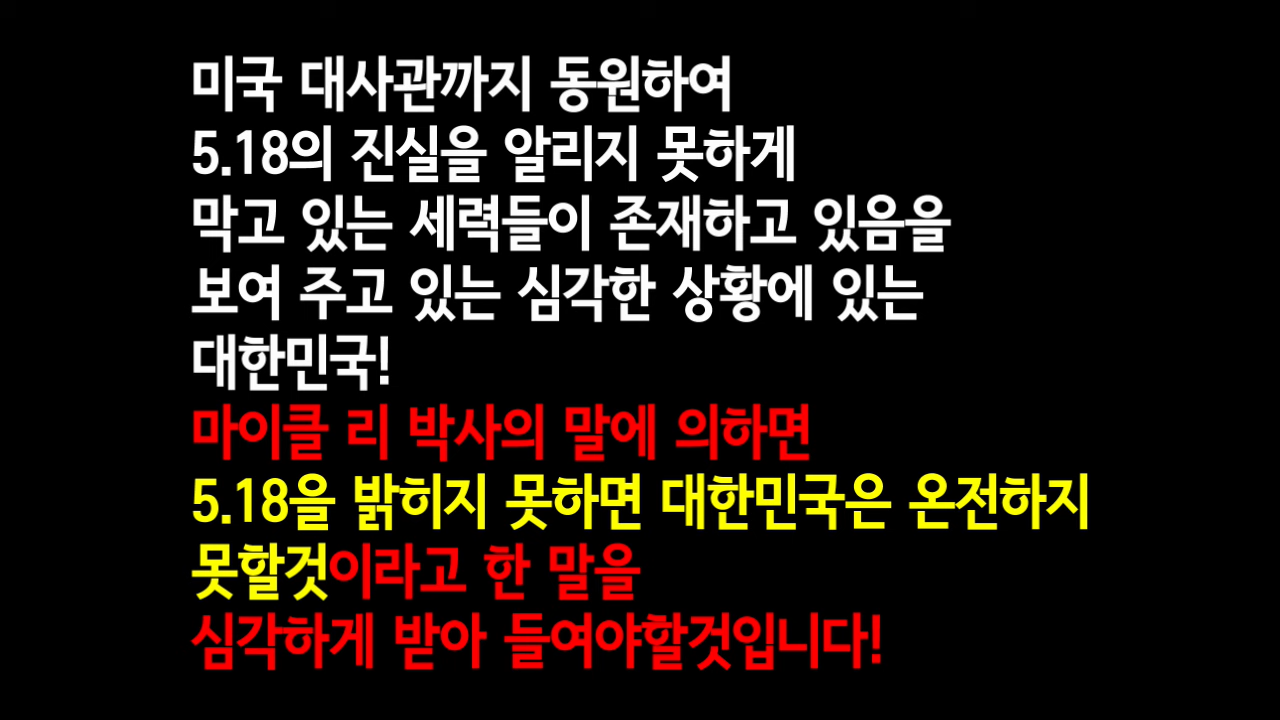 미국 대사관까지 동원하여
5.18의 진실을 알리지 못하게
막고 있는 세력들이 존재하고 있음을
보여 주고 있는 심각한 상황에 있는
대한민국!
마이클 리 박사의 말에 의하면
5.18을 밝히지 못하면 대한민국은 온전하지
못할것이라고 한 말을
심각하게 받아 들여야할것입니다!